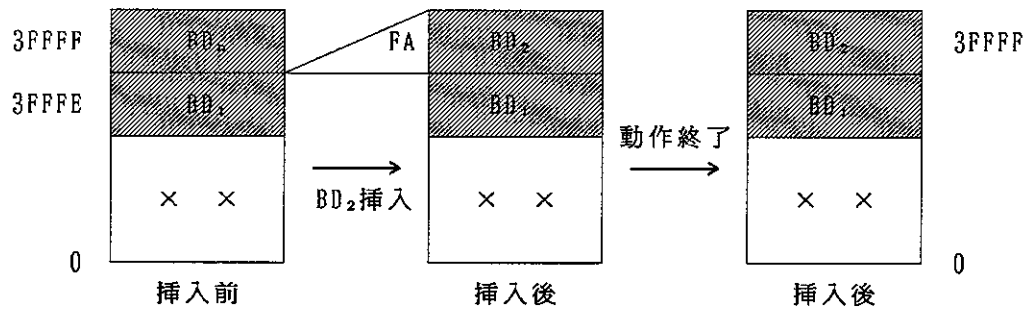 3FFFF BDn FA BD₂ BD₂ 3FFFF
3FFFE BD₁ BD₁ BD₁
動作終了
× × BD₂挿入 × × × ×
0 0
挿入前 挿入後 挿入後